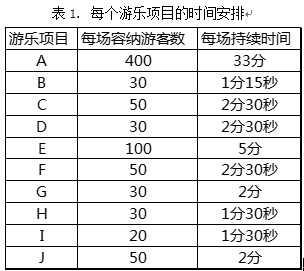 表 1. 每个游乐项目的时间安排
游乐项目 每场容纳游客数 每场持续时间
A 400 33分
B 30 1分15秒
C 50 2分30秒
D 30 2分30秒
E 100 5分
F 50 2分30秒
G 30 2分
H 30 1分30秒
I 20 1分30秒
J 50 2分